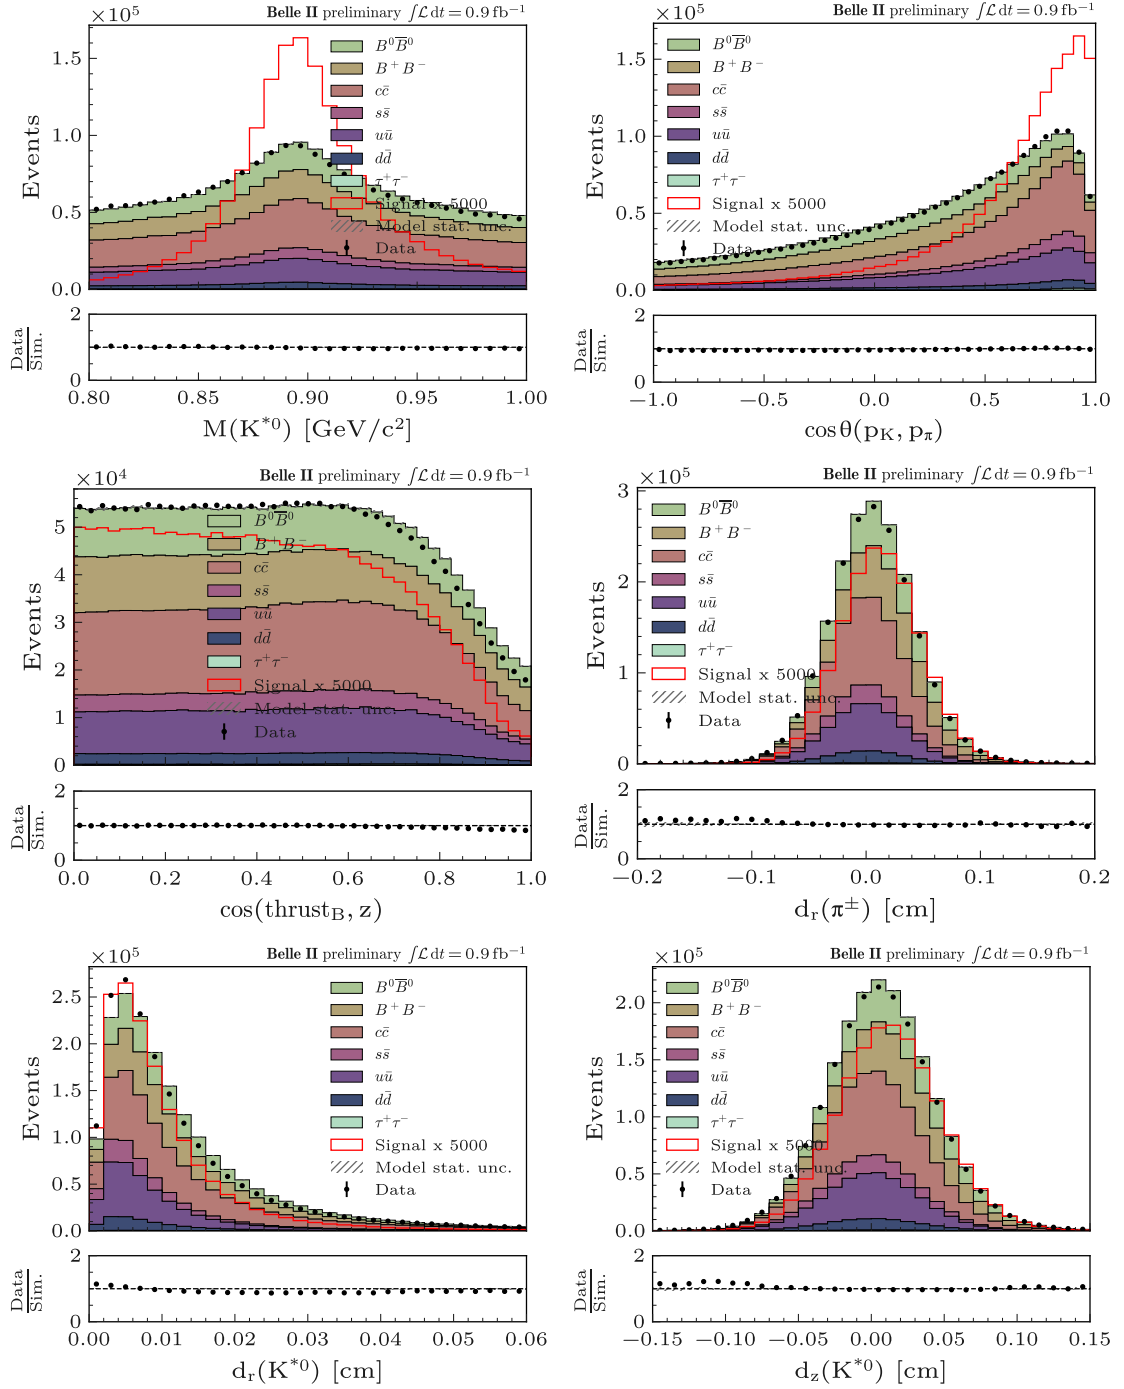 ×10⁵ Belle II preliminary ∫ℒ dt = 0.9 fb⁻¹
B⁰B̅⁰
B⁺B⁻
cc̄
ss̄
uū
dd̄
τ⁺τ⁻
Signal x 5000
Model stat. unc.
Data
Events
1.5
1.0
0.5
0.0
Data
Sim.
2
1
0
0.80 0.85 0.90 0.95 1.00
M(K*⁰) [GeV/c²]
×10⁵ Belle II preliminary ∫ℒ dt = 0.9 fb⁻¹
B⁰B̅⁰
B⁺B⁻
cc̄
ss̄
uū
dd̄
τ⁺τ⁻
Signal x 5000
Model stat. unc.
Data
Events
1.5
1.0
0.5
0.0
Data
Sim.
2
1
0
−1.0 −0.5 0.0 0.5 1.0
cos θ(p_K, p_π)
×10⁴ Belle II preliminary ∫ℒ dt = 0.9 fb⁻¹
B⁰B̅⁰
B⁺B⁻
cc̄
ss̄
uū
dd̄
τ⁺τ⁻
Signal x 5000
Model stat. unc.
Data
Events
5
4
3
2
1
0
Data
Sim.
2
1
0
0.0 0.2 0.4 0.6 0.8 1.0
cos(thrust_B, z)
×10⁵ Belle II preliminary ∫ℒ dt = 0.9 fb⁻¹
B⁰B̅⁰
B⁺B⁻
cc̄
ss̄
uū
dd̄
τ⁺τ⁻
Signal x 5000
Model stat. unc.
Data
Events
3
2
1
0
Data
Sim.
2
1
0
−0.2 −0.1 0.0 0.1 0.2
d_r(π±) [cm]
×10⁵ Belle II preliminary ∫ℒ dt = 0.9 fb⁻¹
B⁰B̅⁰
B⁺B⁻
cc̄
ss̄
uū
dd̄
τ⁺τ⁻
Signal x 5000
Model stat. unc.
Data
Events
2.5
2.0
1.5
1.0
0.5
0.0
Data
Sim.
2
1
0
0.00 0.01 0.02 0.03 0.04 0.05 0.06
d_r(K*⁰) [cm]
×10⁵ Belle II preliminary ∫ℒ dt = 0.9 fb⁻¹
B⁰B̅⁰
B⁺B⁻
cc̄
ss̄
uū
dd̄
τ⁺τ⁻
Signal x 5000
Model stat. unc.
Data
Events
2.0
1.5
1.0
0.5
0.0
Data
Sim.
2
1
0
−0.15 −0.10 −0.05 0.00 0.05 0.10 0.15
d_z(K*⁰) [cm]